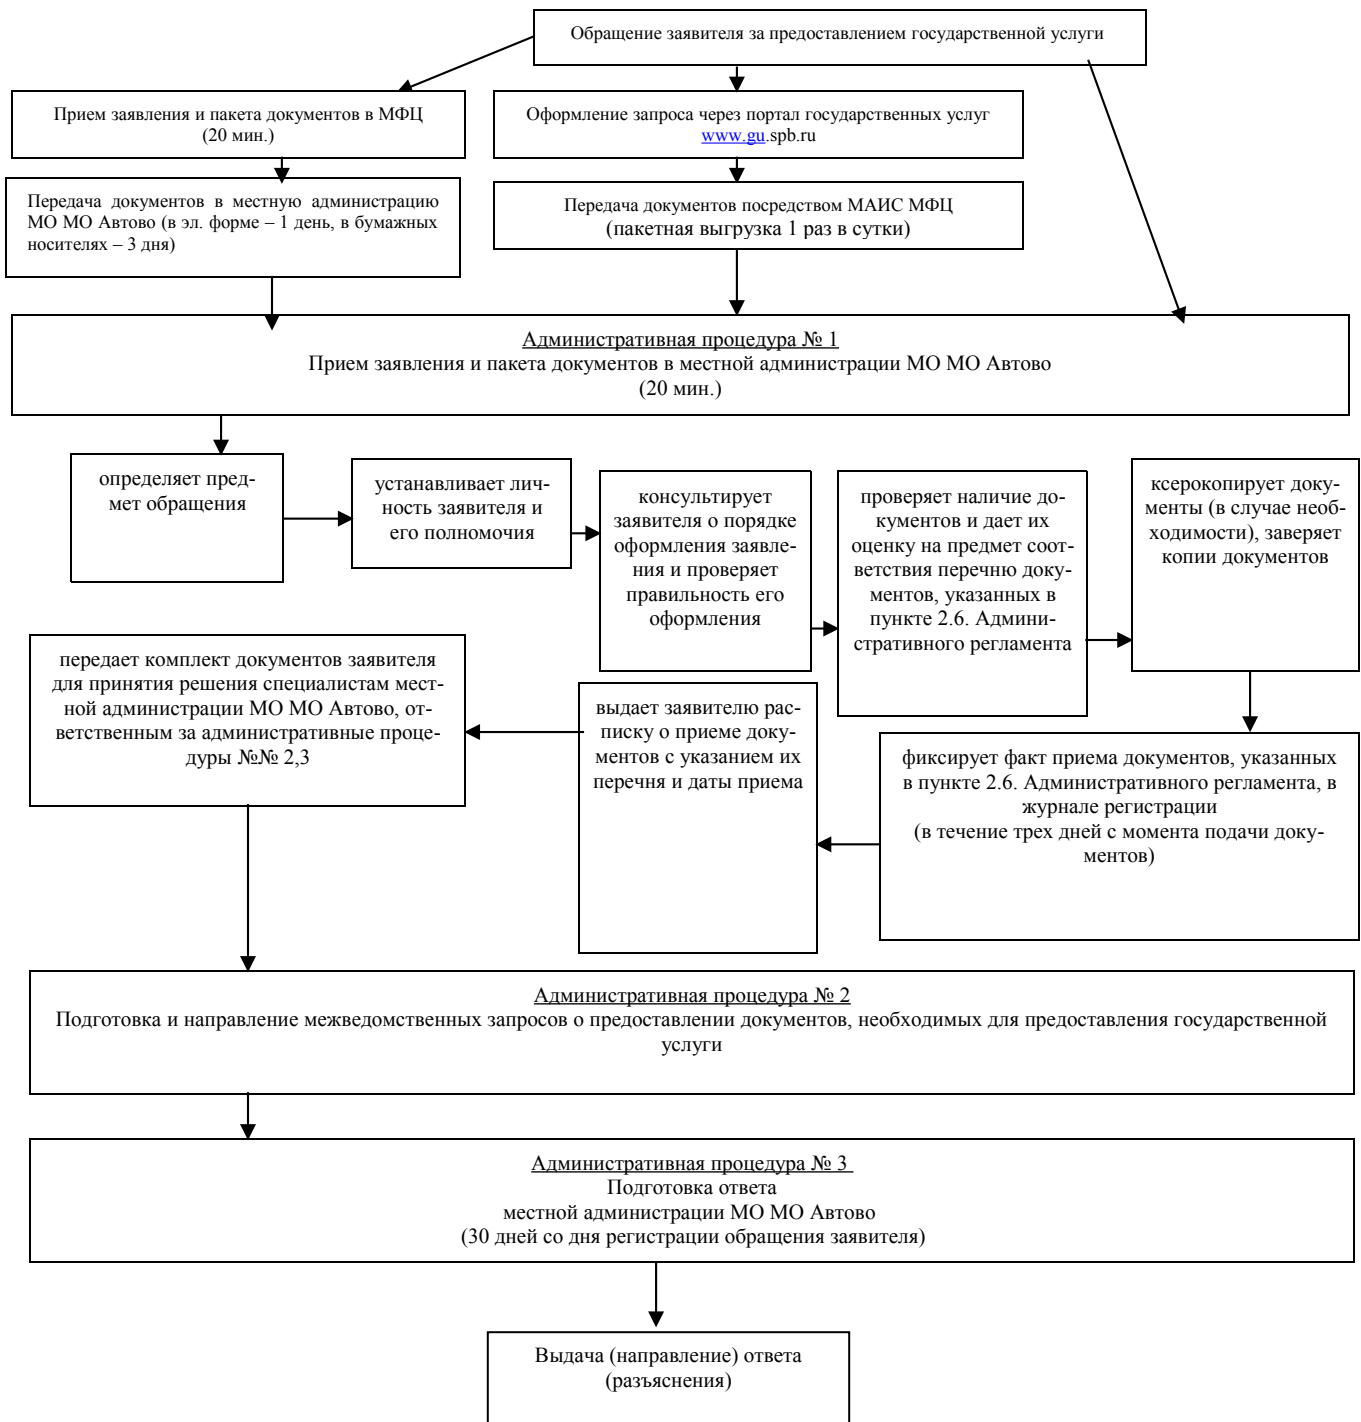 Обращение заявителя за предоставлением государственной услуги
Прием заявления и пакета документов в МФЦ
(20 мин.)
Оформление запроса через портал государственных услуг
www.gu.spb.ru
Передача документов в местную администрацию
МО МО Автово (в эл. форме – 1 день, в бумажных
носителях – 3 дня)
Передача документов посредством МАИС МФЦ
(пакетная выгрузка 1 раз в сутки)
Административная процедура № 1
Прием заявления и пакета документов в местной администрации МО МО Автово
(20 мин.)
определяет пред-
мет обращения
устанавливает лич-
ность заявителя и
его полномочия
консультирует
заявителя о порядке
оформления заявле-
ния и проверяет
правильность его
оформления
проверяет наличие до-
кументов и дает их
оценку на предмет соот-
ветствия перечню доку-
ментов, указанных в
пункте 2.6. Админи-
стративного регламента
ксерокопирует доку-
менты (в случае необ-
ходимости), заверяет
копии документов
фиксирует факт приема документов, указанных
в пункте 2.6. Административного регламента, в
журнале регистрации
(в течение трех дней с момента подачи доку-
ментов)
выдает заявителю рас-
писку о приеме доку-
ментов с указанием их
перечня и даты приема
передает комплект документов заявителя
для принятия решения специалистам мест-
ной администрации МО МО Автово, от-
ветственным за административные проце-
дуры №№ 2,3
Административная процедура № 2
Подготовка и направление межведомственных запросов о предоставлении документов, необходимых для предоставления государственной
услуги
Административная процедура № 3
Подготовка ответа
местной администрации МО МО Автово
(30 дней со дня регистрации обращения заявителя)
Выдача (направление) ответа
(разъяснения)